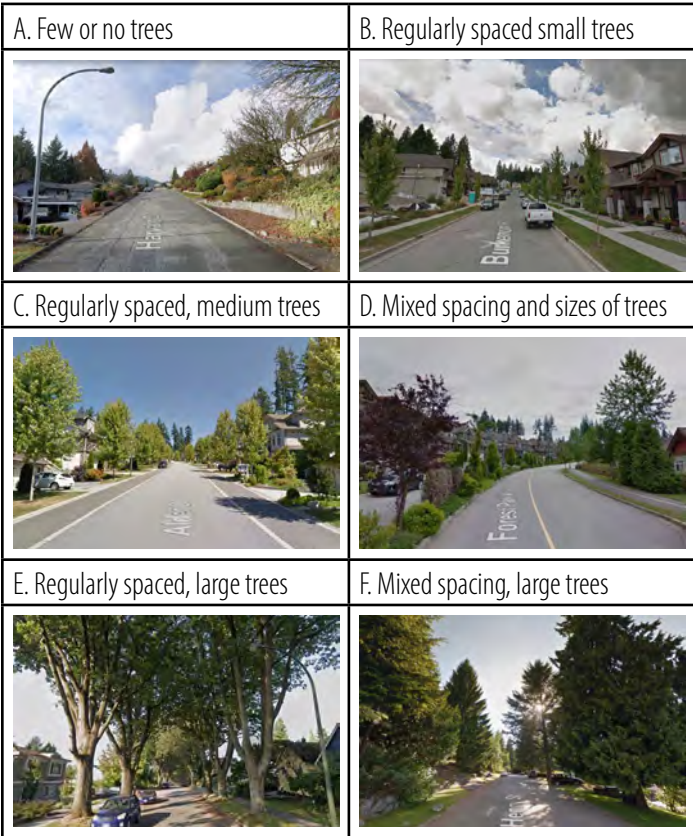 A. Few or no trees
B. Regularly spaced small trees
C. Regularly spaced, medium trees
D. Mixed spacing and sizes of trees
E. Regularly spaced, large trees
F. Mixed spacing, large trees